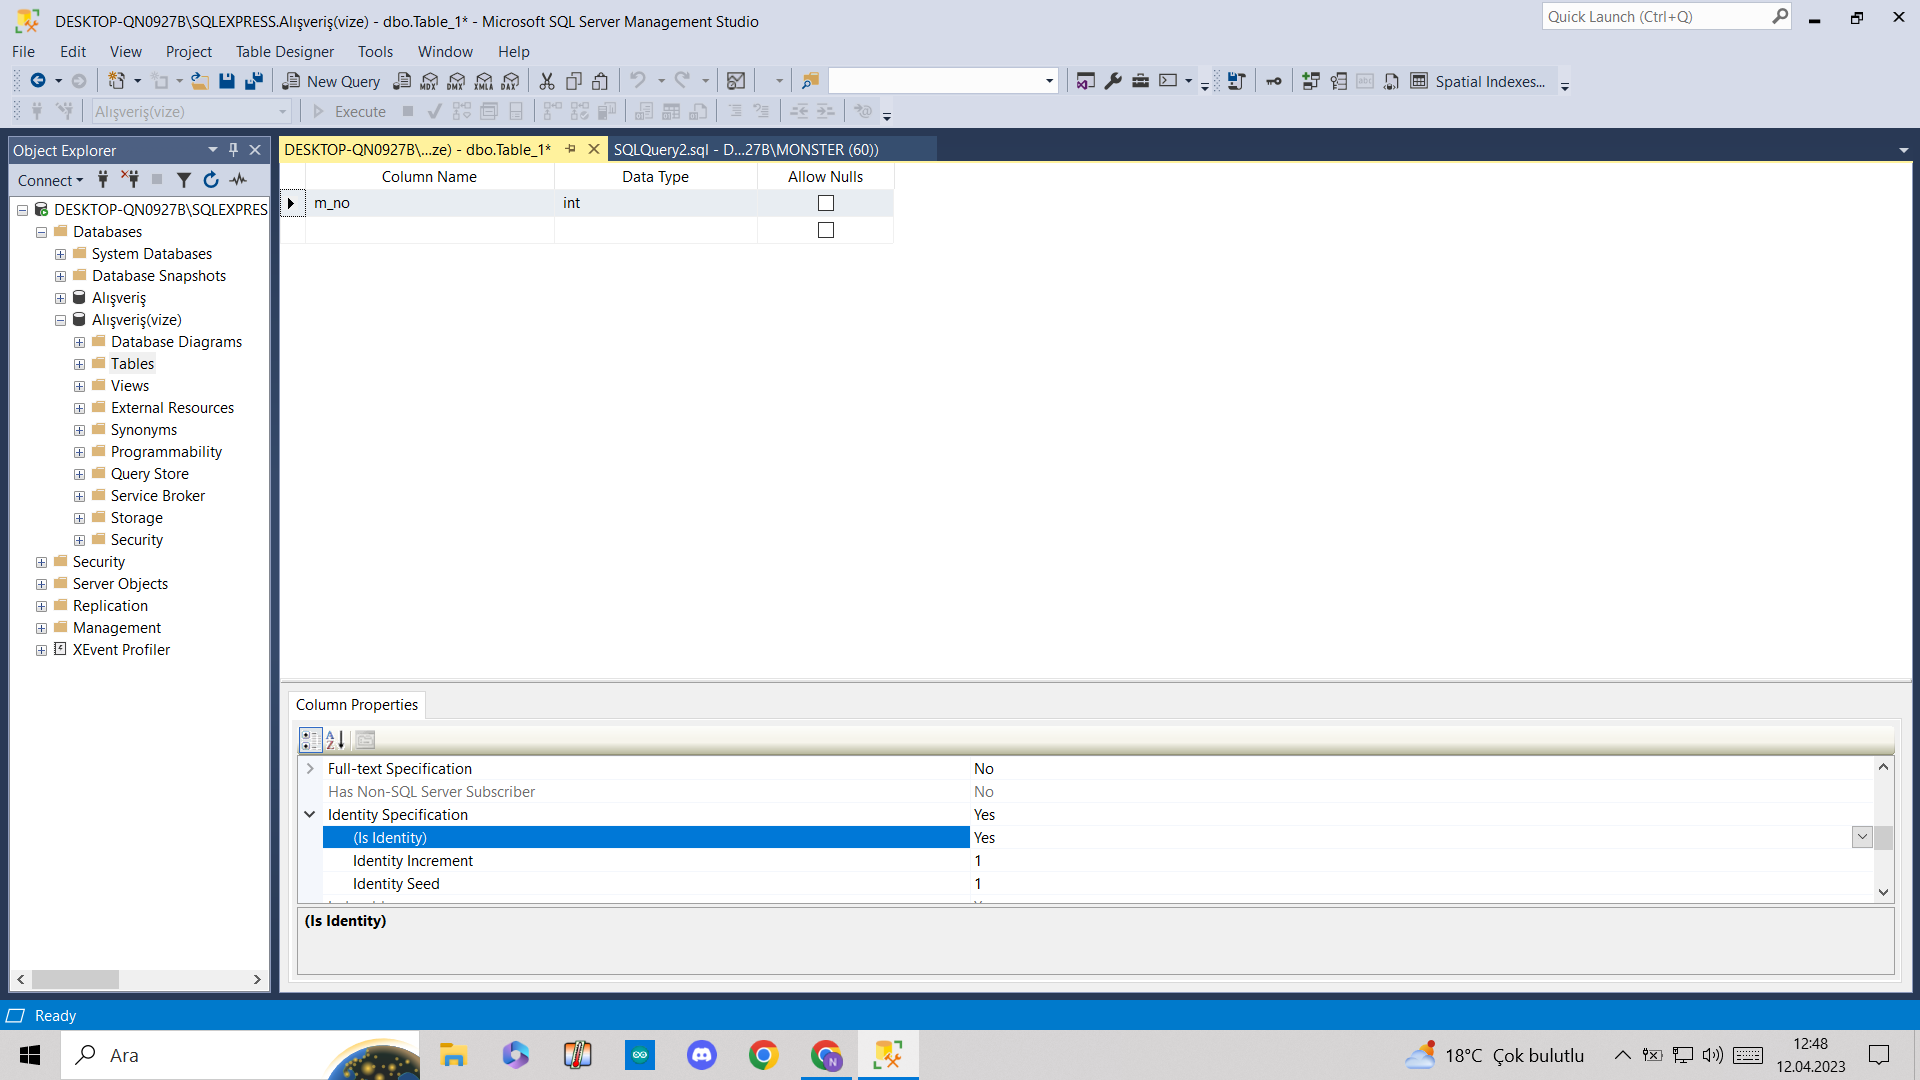 DESKTOP-QN0927B\SQLEXPRESS.Alışveriş(vize) - dbo.Table_1* - Microsoft SQL Server Management Studio
Quick Launch (Ctrl+Q)
File Edit View Project Table Designer Tools Window Help
New Query MDX DMX XMLA DAX Spatial Indexes...
Alışveriş(vize) Execute
Object Explorer
DESKTOP-QN0927B\...ze) - dbo.Table_1*
SQLQuery2.sql - D...27B\MONSTER (60))
Connect
Column Name Data Type Allow Nulls
m_no int
DESKTOP-QN0927B\SQLEXPRES
Databases
System Databases
Database Snapshots
Alışveriş
Alışveriş(vize)
Database Diagrams
Tables
Views
External Resources
Synonyms
Programmability
Query Store
Service Broker
Storage
Security
Security
Server Objects
Replication
Management
XEvent Profiler
Column Properties
Full-text Specification No
Has Non-SQL Server Subscriber No
Identity Specification Yes
(Is Identity) Yes
Identity Increment 1
Identity Seed 1
(Is Identity)
Ready
Ara
18°C Çok bulutlu
12:48
12.04.2023